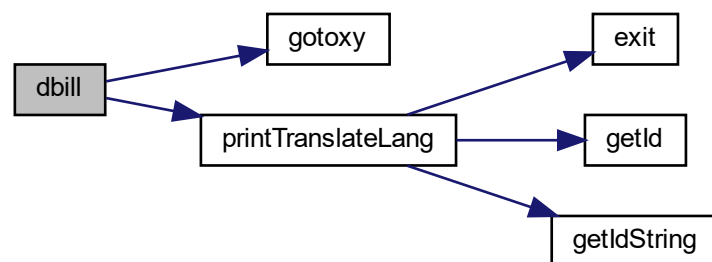 dbill
gotoxy
printTranslateLang
exit
getId
getIdString